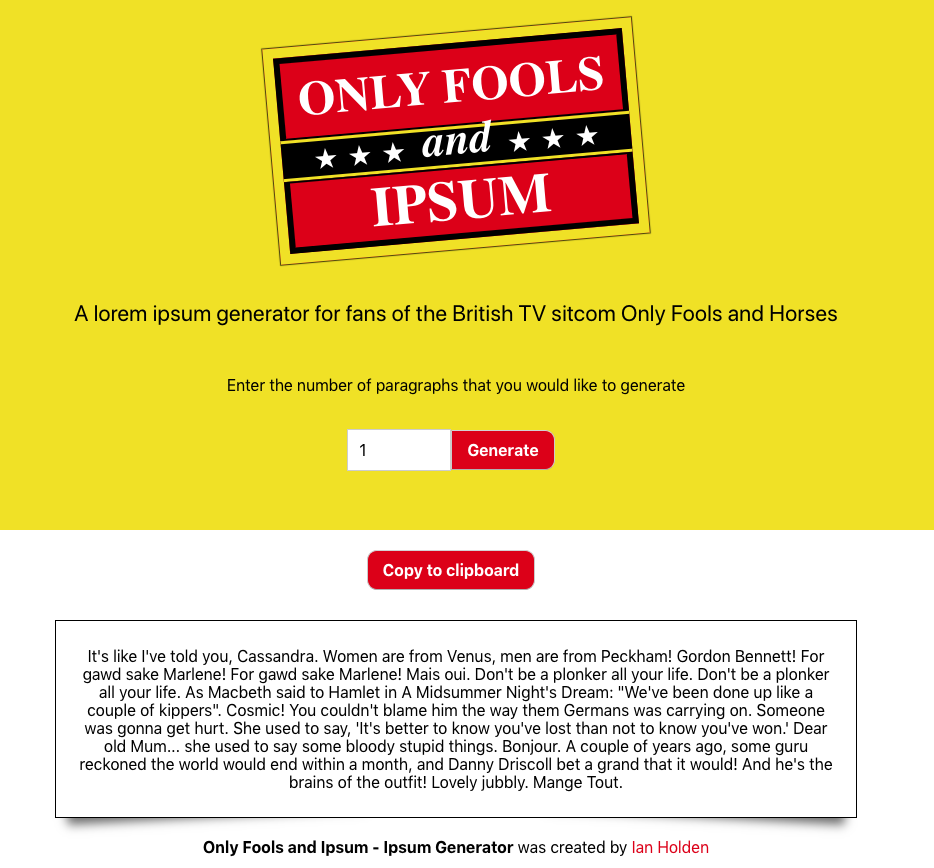 ONLY FOOLS
★ ★ ★ and ★ ★ ★
IPSUM
A lorem ipsum generator for fans of the British TV sitcom Only Fools and Horses
Enter the number of paragraphs that you would like to generate
1 Generate
Copy to clipboard
It's like I've told you, Cassandra. Women are from Venus, men are from Peckham! Gordon Bennett! For
gawd sake Marlene! For gawd sake Marlene! Mais oui. Don't be a plonker all your life. Don't be a plonker
all your life. As Macbeth said to Hamlet in A Midsummer Night's Dream: "We've been done up like a
couple of kippers". Cosmic! You couldn't blame him the way them Germans was carrying on. Someone
was gonna get hurt. She used to say, 'It's better to know you've lost than not to know you've won.' Dear
old Mum... she used to say some bloody stupid things. Bonjour. A couple of years ago, some guru
reckoned the world would end within a month, and Danny Driscoll bet a grand that it would! And he's the
brains of the outfit! Lovely jubbly. Mange Tout.
Only Fools and Ipsum - Ipsum Generator was created by Ian Holden